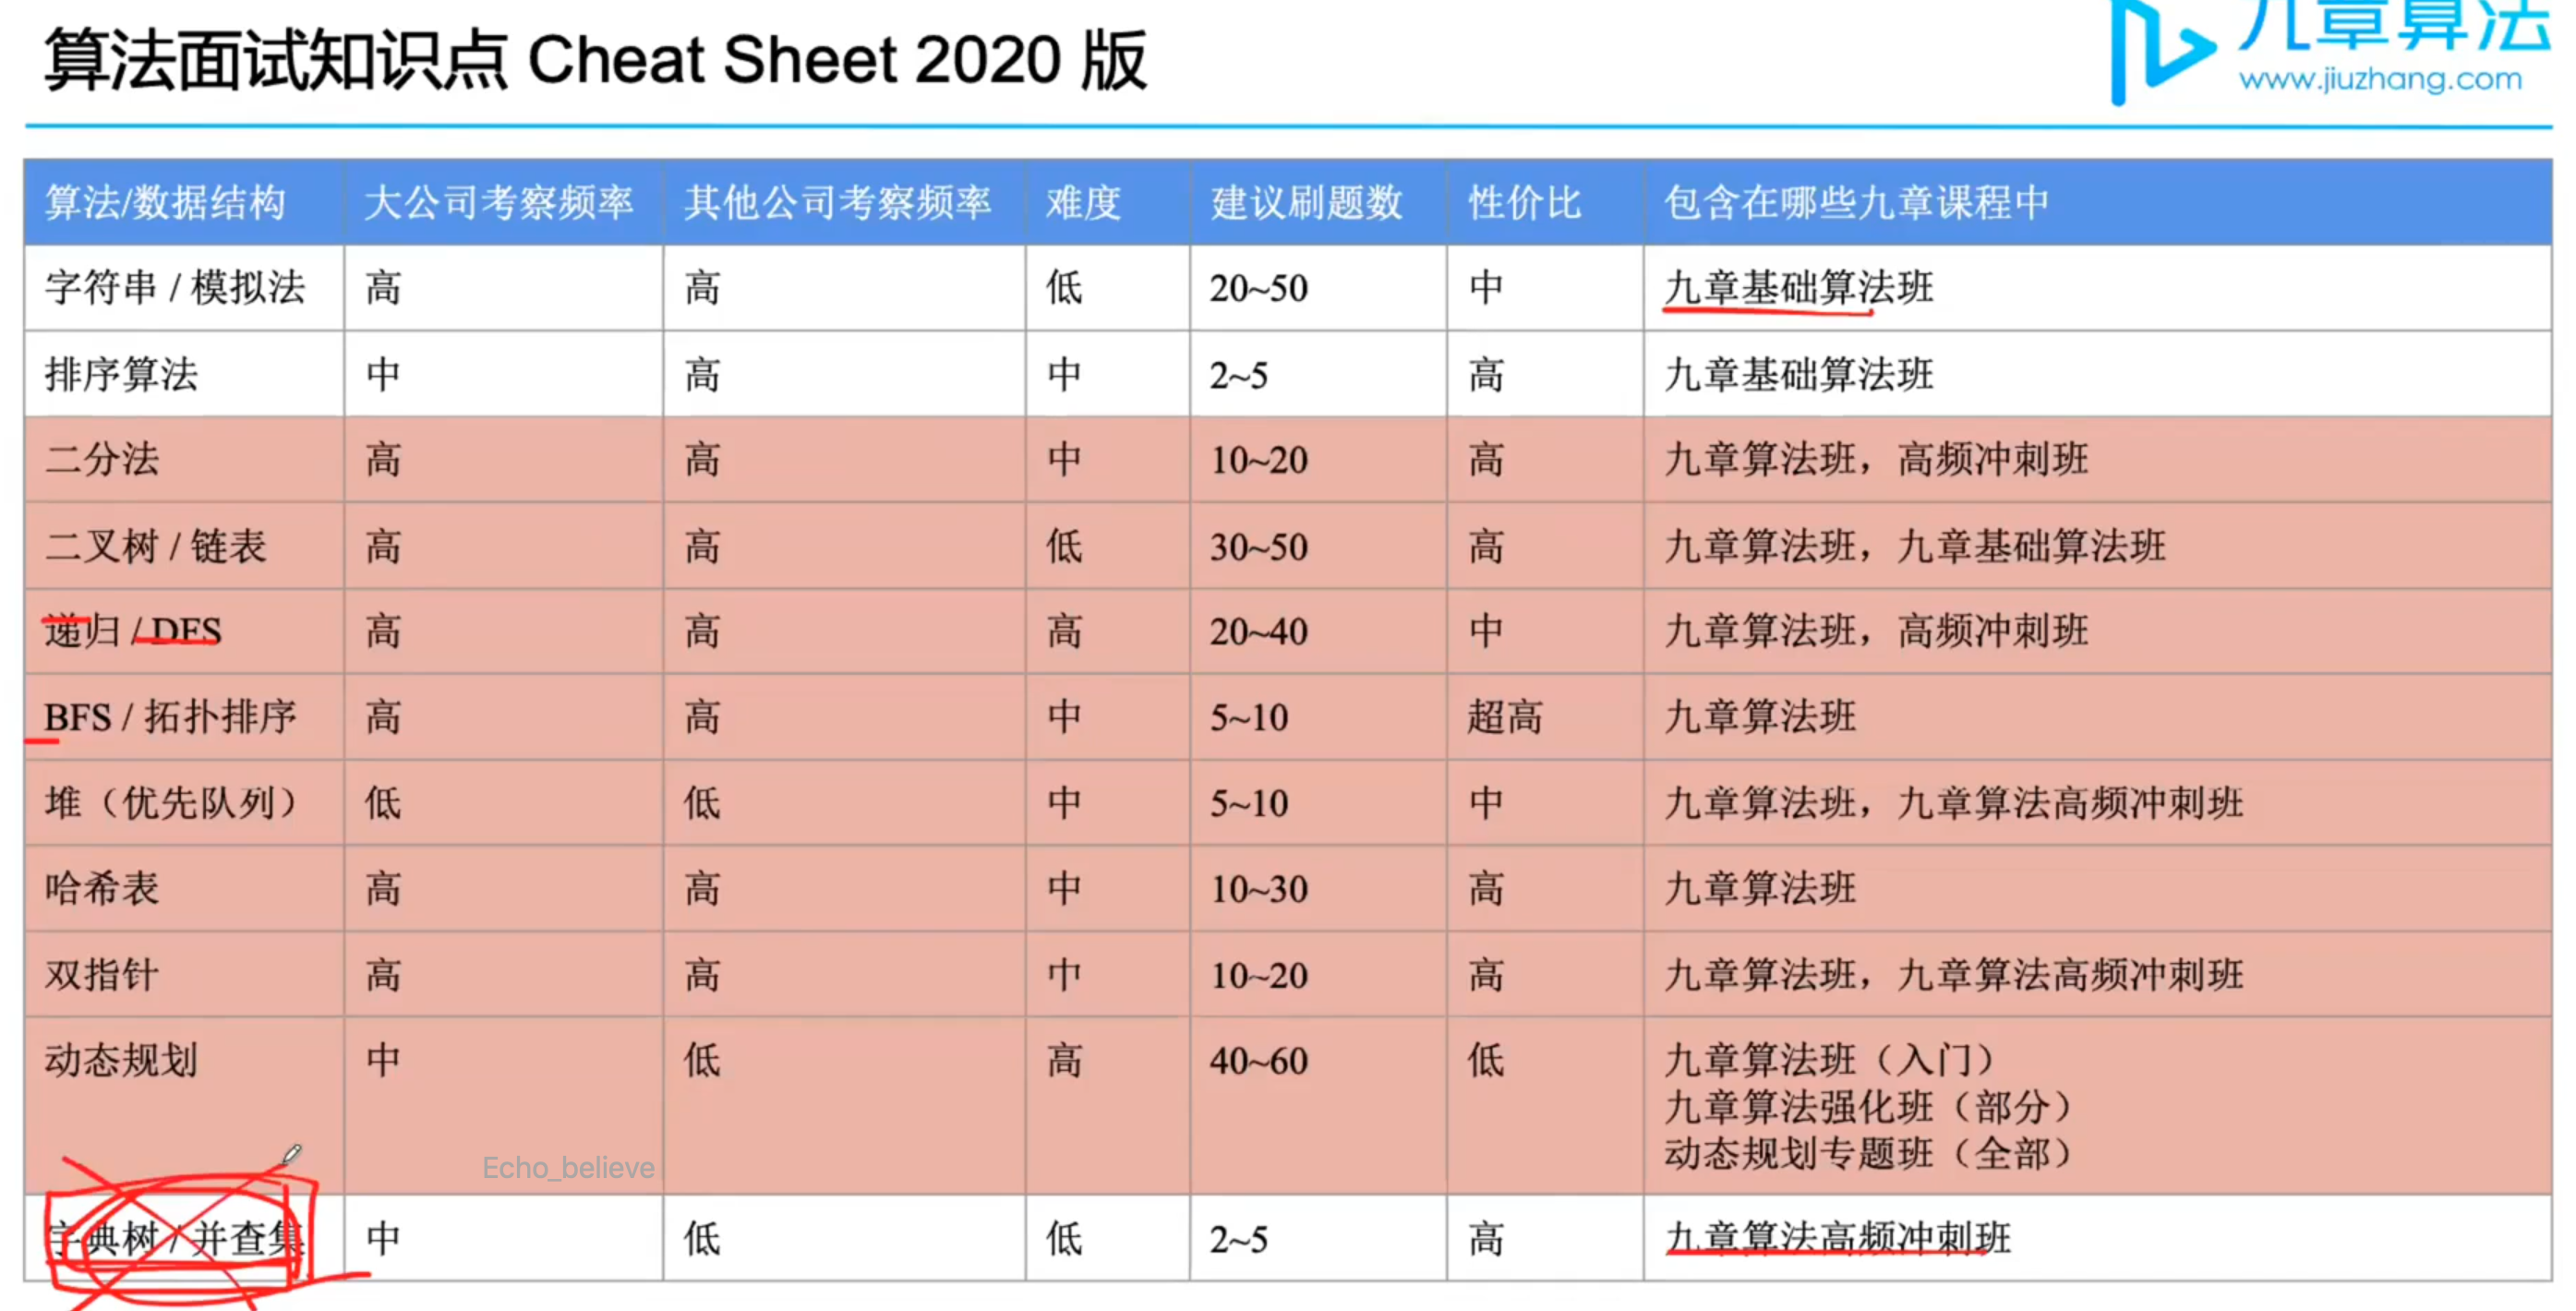 算法面试知识点 Cheat Sheet 2020 版
九章算法
www.jiuzhang.com
算法/数据结构 大公司考察频率 其他公司考察频率 难度 建议刷题数 性价比 包含在哪些九章课程中
字符串 / 模拟法 高 高 低 20~50 中 九章基础算法班
排序算法 中 高 中 2~5 高 九章基础算法班
二分法 高 高 中 10~20 高 九章算法班，高频冲刺班
二叉树 / 链表 高 高 低 30~50 高 九章算法班，九章基础算法班
递归 / DFS 高 高 高 20~40 中 九章算法班，高频冲刺班
BFS / 拓扑排序 高 高 中 5~10 超高 九章算法班
堆（优先队列） 低 低 中 5~10 中 九章算法班，九章算法高频冲刺班
哈希表 高 高 中 10~30 高 九章算法班
双指针 高 高 中 10~20 高 九章算法班，九章算法高频冲刺班
动态规划 中 低 高 40~60 低 九章算法班（入门）
九章算法强化班（部分）
动态规划专题班（全部）
Echo_believe
字典树 / 并查集 中 低 低 2~5 高 九章算法高频冲刺班